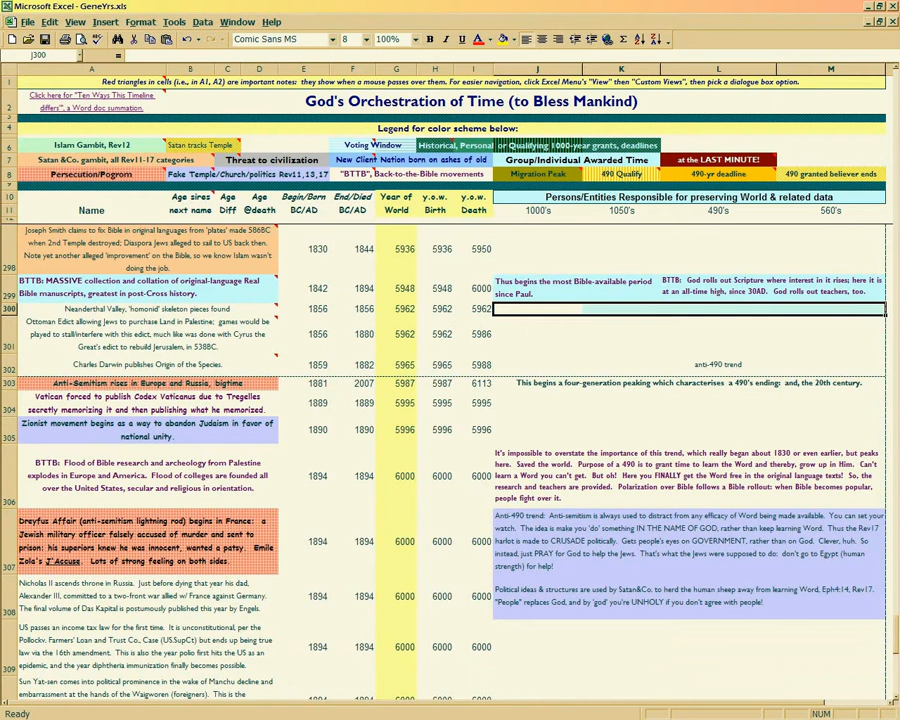 Microsoft Excel - GeneYrs.xls
File Edit View Insert Format Tools Data Window Help
Comic Sans MS 8 100% B I U
J300 =
A B C D E F G H I J K L M
1 Red triangles in cells (i.e., in A1, A2) are important notes: they show when a mouse passes over them. For easier navigation, click Excel Menu's "View" then "Custom Views", then pick a dialogue box option.
Click here for "Ten Ways This Timeline
differs", a Word doc summation.
2 God's Orchestration of Time (to Bless Mankind)
4 Legend for color scheme below:
6 Islam Gambit, Rev12 Satan tracks Temple Voting Window Historical, Personal or Qualifying 1000-year grants, deadlines
7 Satan &Co. gambit, all Rev11-17 categories Threat to civilization New Client Nation born on ashes of old Group/Individual Awarded Time at the LAST MINUTE!
8 Persecution/Pogrom Fake Temple/Church/politics Rev11,13,17 "BTTB", Back-to-the-Bible movements Migration Peak 490 Qualify 490-yr deadline 490 granted believer ends
10 Age sires Age Age Begin/Born End/Died Year of y.o.w. y.o.w. Persons/Entities Responsible for preserving World & related data
11 Name next name Diff @death BC/AD BC/AD World Birth Death 1000's 1050's 490's 560's
Joseph Smith claims to fix Bible in original languages from 'plates' made 586BC
when 2nd Temple destroyed; Diaspora Jews alleged to sail to US back then.
Note yet another alleged 'improvement' on the Bible, so we know Islam wasn't
doing the job.
298 1830 1844 5936 5936 5950
BTTB: MASSIVE collection and collation of original-language Real
Bible manuscripts, greatest in post-Cross history.
299 1842 1894 5948 5948 6000
Thus begins the most Bible-available period
since Paul.
BTTB: God rolls out Scripture where interest in it rises; here it is
at an all-time high, since 30AD. God rolls out teachers, too.
300 Neanderthal Valley, 'homonid' skeleton pieces found 1856 1856 5962 5962 5962
Ottoman Edict allowing Jews to purchase Land in Palestine; games would be
played to stall/interfere with this edict, much like was done with Cyrus the
Great's edict to rebuild Jerusalem, in 538BC.
301 1856 1880 5962 5962 5986
302 Charles Darwin publishes Origin of the Species. 1859 1882 5965 5965 5988 anti-490 trend
303 Anti-Semitism rises in Europe and Russia, bigtime 1881 2007 5987 5987 6113 This begins a four-generation peaking which characterises a 490's ending: and, the 20th century.
Vatican forced to publish Codex Vaticanus due to Tregelles
secretly memorizing it and then publishing what he memorized.
304 1889 1889 5995 5995 5995
Zionist movement begins as a way to abandon Judaism in favor of
national unity.
305 1890 1890 5996 5996 5996
BTTB: Flood of Bible research and archeology from Palestine
explodes in Europe and America. Flood of colleges are founded all
over the United States, secular and religious in orientation.
306 1894 1894 6000 6000 6000
It's impossible to overstate the importance of this trend, which really began about 1830 or even earlier, but peaks
here. Saved the world. Purpose of a 490 is to grant time to learn the Word and thereby, grow up in Him. Can't
learn a Word you can't get. But oh! Here you FINALLY get the Word free in the original language texts! So, the
research and teachers are provided. Polarization over Bible follows a Bible rollout: when Bible becomes popular,
people fight over it.
Dreyfus Affair (anti-semitism lightning rod) begins in France: a
Jewish military officer falsely accused of murder and sent to
prison: his superiors knew he was innocent, wanted a patsy. Emile
Zola's J'Accuse. Lots of strong feeling on both sides.
307 1894 1894 6000 6000 6000
Anti-490 trend: Anti-semitism is always used to distract from any efficacy of Word being made available. You can set your
watch. The idea is make you 'do' something IN THE NAME OF GOD, rather than keep learning Word. Thus the Rev17
harlot is made to CRUSADE politically. Gets people's eyes on GOVERNMENT, rather than on God. Clever, huh. So
instead, just PRAY for God to help the Jews. That's what the Jews were supposed to do: don't go to Egypt (human
strength) for help!
Nicholas II ascends throne in Russia. Just before dying that year his dad,
Alexander III, committed to a two-front war allied w/ France against Germany.
The final volume of Das Kapital is postumously published this year by Engels.
308 1894 1894 6000 6000 6000
Political ideas & structures are used by Satan&Co. to herd the human sheep away from learning Word, Eph4:14, Rev17.
"People" replaces God, and by 'god' you're UNHOLY if you don't agree with people!
US passes an income tax law for the first time. It is unconstitutional, per the
Pollockv. Farmers' Loan and Trust Co., Case (US.SupCt) but ends up being true
law via the 16th amendment. This is also the year polio first hits the US as an
epidemic, and the year diphtheria immunization finally becomes possible.
309 1894 1894 6000 6000 6000
Sun Yat-sen comes into political prominence in the wake of Manchu decline and
embarrassment at the hands of the Waigworen (foreigners). This is the
1894 1894 6000 6000 6000
Ready NUM